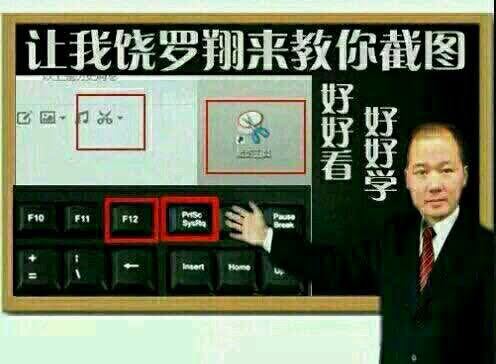 让我饶罗翔来教你截图
好好看
好好学
F10
F11
F12
PrtSc
SysRq
Pause
Break
+
=
|
\
←
Insert
Home